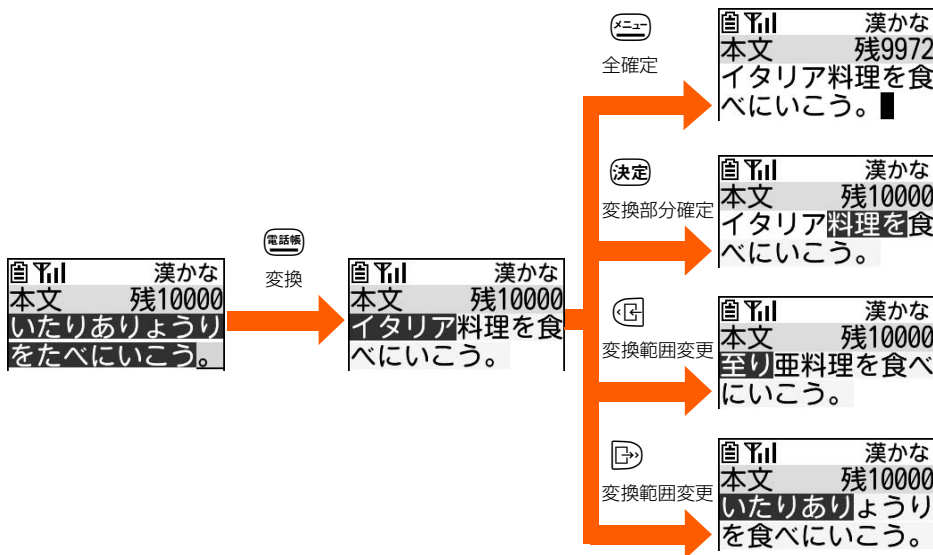 漢かな
本文 残10000
いたりありょうり
をたべにいこう。
電話帳
変換
漢かな
本文 残10000
イタリア料理を食
べにいこう。
メニュー
全確定
漢かな
本文 残9972
イタリア料理を食
べにいこう。
決定
変換部分確定
漢かな
本文 残10000
イタリア料理を食
べにいこう。
変換範囲変更
漢かな
本文 残10000
至り亜料理を食べ
にいこう。
変換範囲変更
漢かな
本文 残10000
いたりありょうり
を食べにいこう。